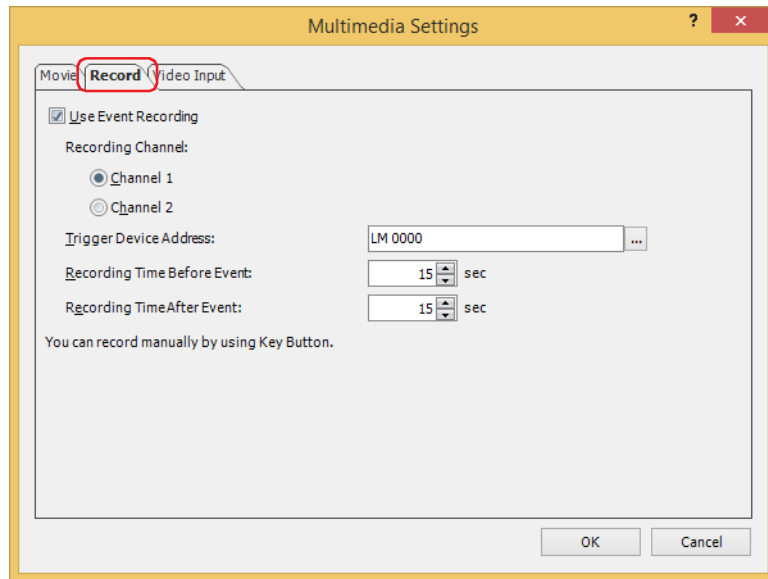 Multimedia Settings ? ×
Movie Record Video Input
Use Event Recording
Recording Channel:
Channel 1
Channel 2
Trigger Device Address: LM 0000 ...
Recording Time Before Event: 15 sec
Recording TimeAfter Event: 15 sec
You can record manually by using Key Button.
OK Cancel